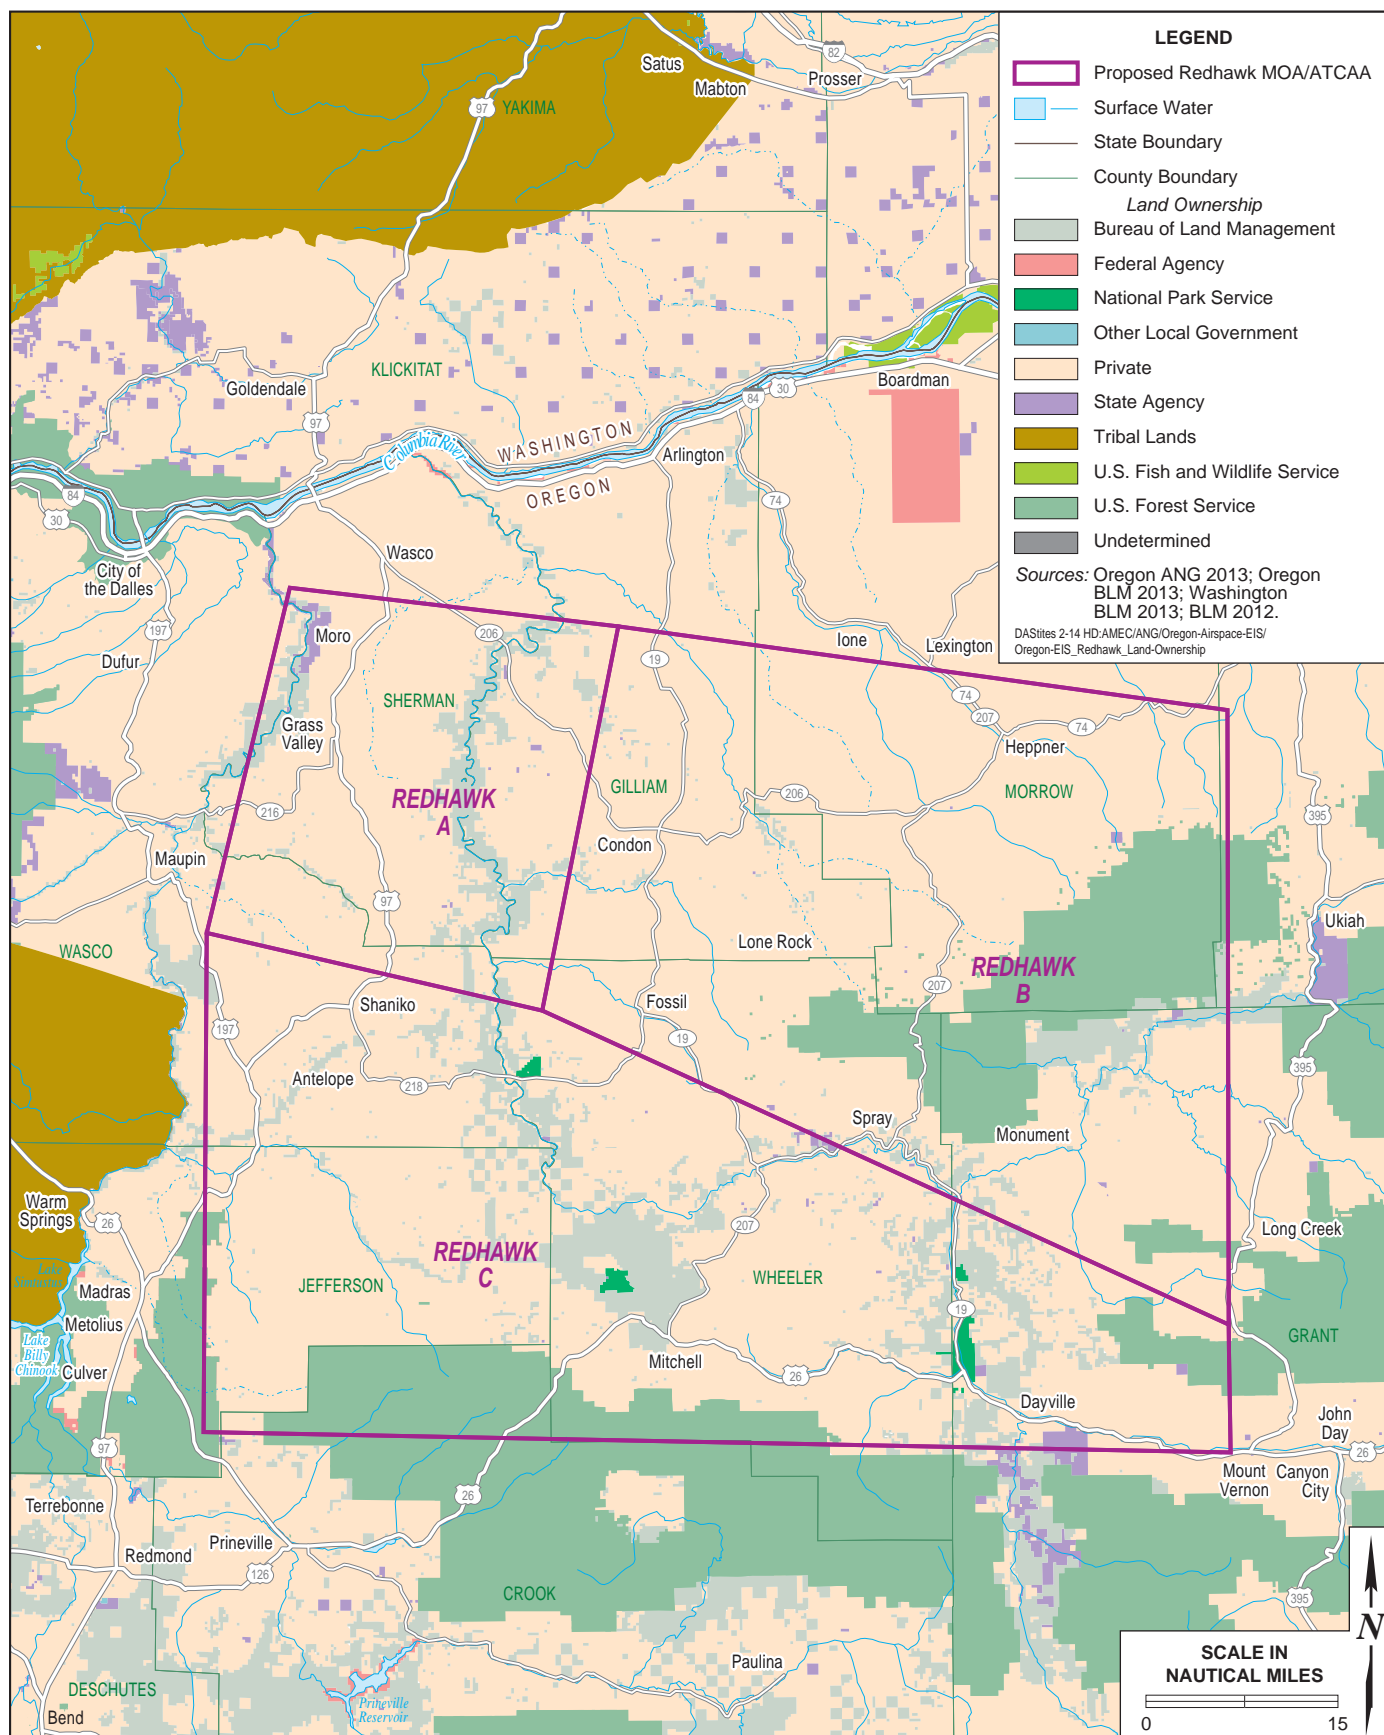 LEGEND
Proposed Redhawk MOA/ATCAA
Surface Water
State Boundary
County Boundary
Land Ownership
Bureau of Land Management
Federal Agency
National Park Service
Other Local Government
Private
State Agency
Tribal Lands
U.S. Fish and Wildlife Service
U.S. Forest Service
Undetermined
Sources: Oregon ANG 2013; Oregon
BLM 2013; Washington
BLM 2013; BLM 2012.
DAStites 2-14 HD:AMEC/ANG/Oregon-Airspace-EIS/
Oregon-EIS_Redhawk_Land-Ownership
82
Satus
Mabton
Prosser
97
YAKIMA
KLICKITAT
Goldendale
97
Boardman
30
84
Columbia River
WASHINGTON
Arlington
OREGON
74
84
30
City of
the Dalles
Wasco
197
Moro
206
Ione
Lexington
19
Dufur
SHERMAN
74
207
74
Grass
Valley
Heppner
REDHAWK
A
GILLIAM
206
MORROW
216
395
Condon
Maupin
97
Ukiah
WASCO
Lone Rock
REDHAWK
B
207
Shaniko
Fossil
197
19
395
Antelope
218
Spray
Monument
Warm
Springs
26
207
Long Creek
REDHAWK
C
Lake
Simtustus
JEFFERSON
WHEELER
Madras
19
Metolius
GRANT
Lake
Billy
Chinook
Culver
Mitchell
26
Dayville
John
Day
97
26
Mount
Vernon
Canyon
City
26
Terrebonne
Prineville
Redmond
126
CROOK
395
N
SCALE IN
NAUTICAL MILES
Paulina
DESCHUTES
Prineville
Reservoir
Bend
0
15